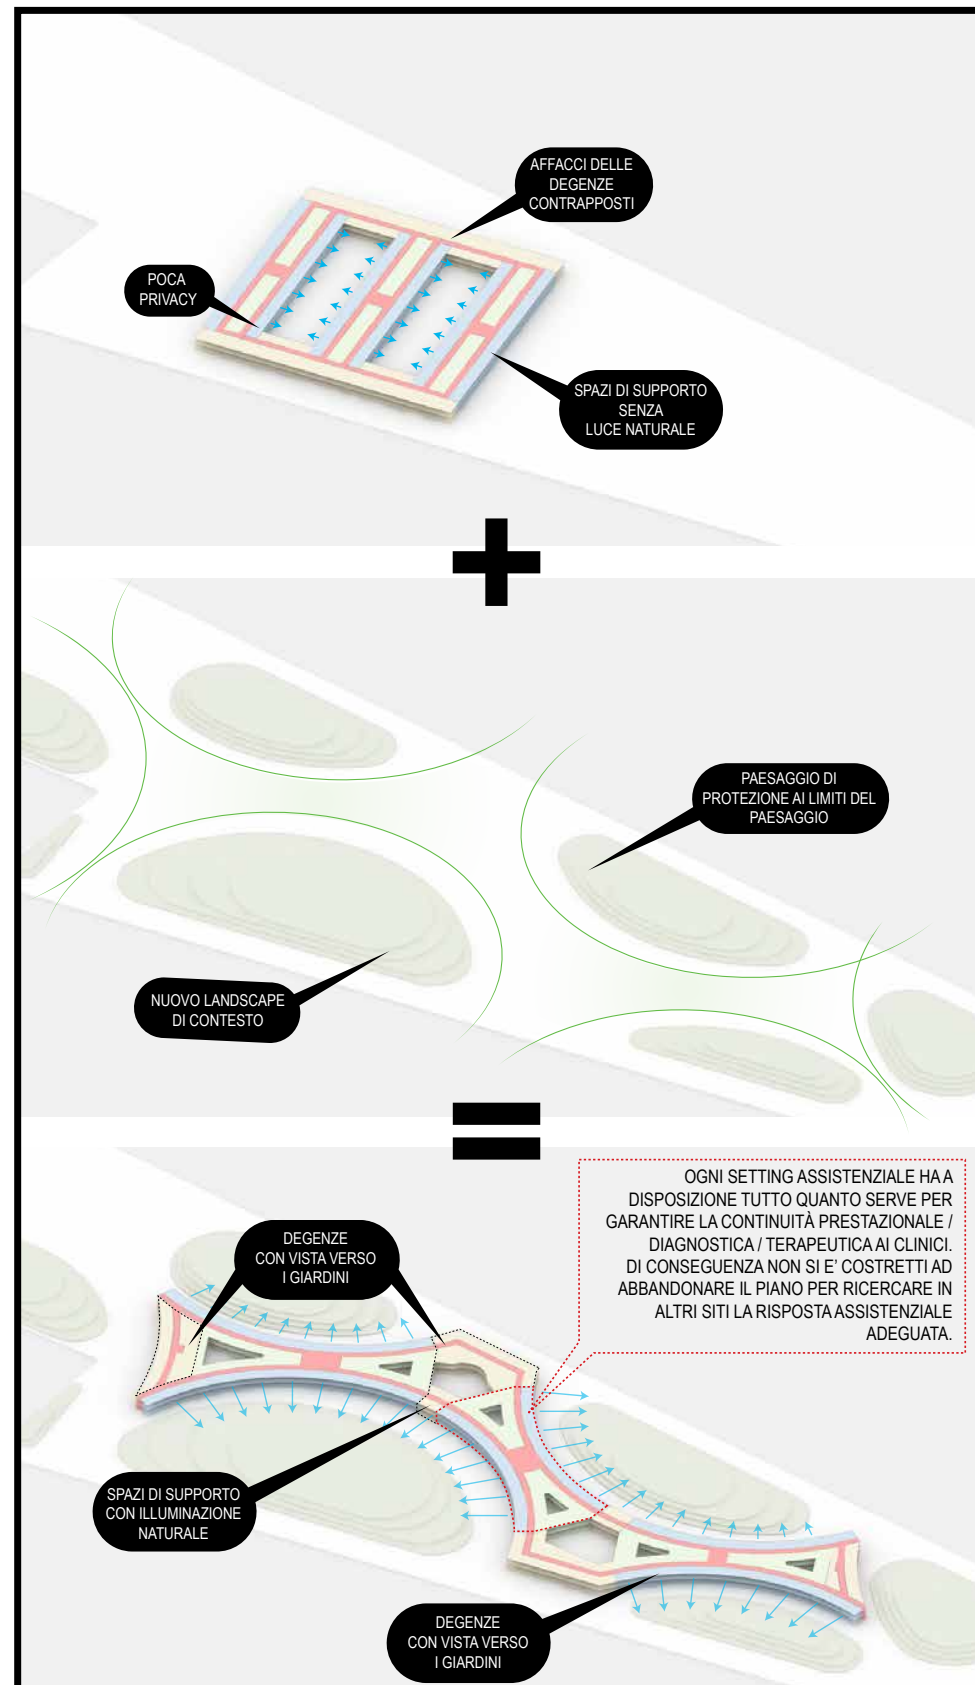 AFFACCI DELLE
DEGENZE
CONTRAPPOSTI
POCA
PRIVACY
SPAZI DI SUPPORTO
SENZA
LUCE NATURALE
+
PAESAGGIO DI
PROTEZIONE AI LIMITI DEL
PAESAGGIO
NUOVO LANDSCAPE
DI CONTESTO
=
OGNI SETTING ASSISTENZIALE HA A
DISPOSIZIONE TUTTO QUANTO SERVE PER
GARANTIRE LA CONTINUITÀ PRESTAZIONALE /
DIAGNOSTICA / TERAPEUTICA AI CLINICI.
DI CONSEGUENZA NON SI E' COSTRETTI AD
ABBANDONARE IL PIANO PER RICERCARE IN
ALTRI SITI LA RISPOSTA ASSISTENZIALE
ADEGUATA.
DEGENZE
CON VISTA VERSO
I GIARDINI
SPAZI DI SUPPORTO
CON ILLUMINAZIONE
NATURALE
DEGENZE
CON VISTA VERSO
I GIARDINI